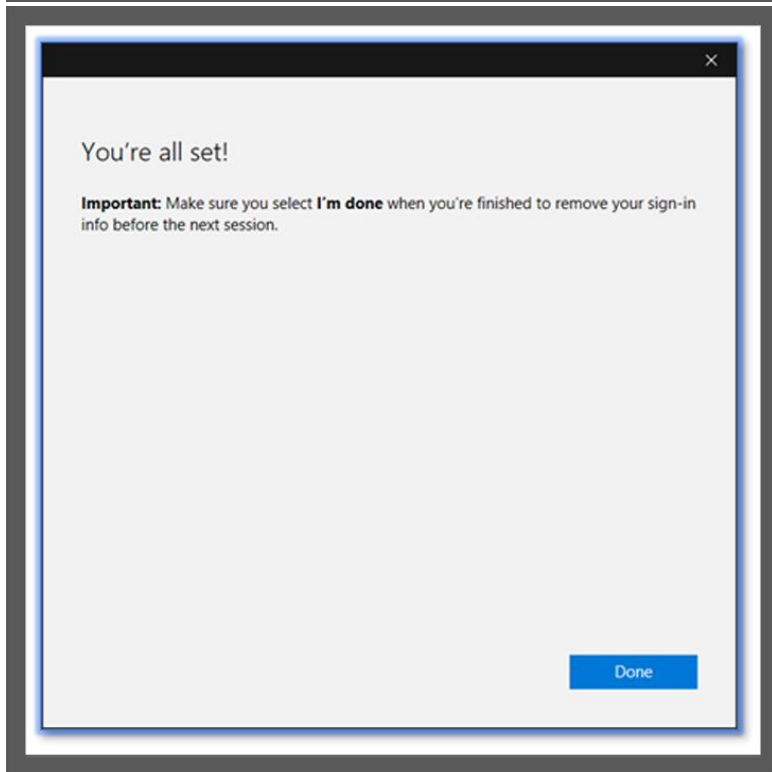 You're all set!
Important: Make sure you select I'm done when you're finished to remove your sign-in
info before the next session.
Done